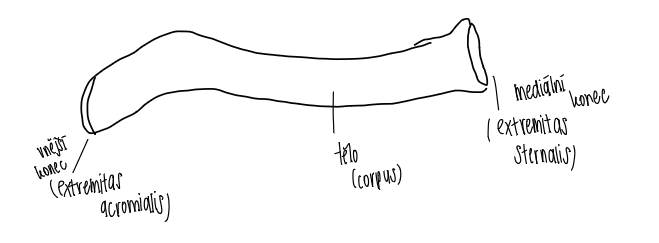 vnější
konec
(extremitas
acromialis)
tělo
(corpus)
mediální konec
(extremitas
sternalis)